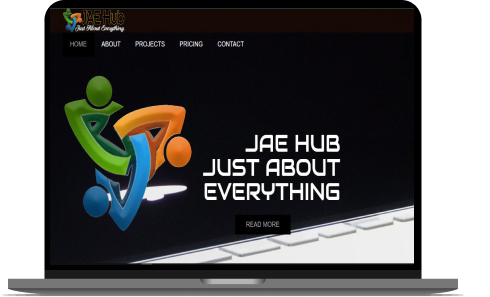 JAE HUB
Just About Everything
HOME ABOUT PROJECTS PRICING CONTACT
JAE HUB
JUST ABOUT
EVERYTHING
READ MORE